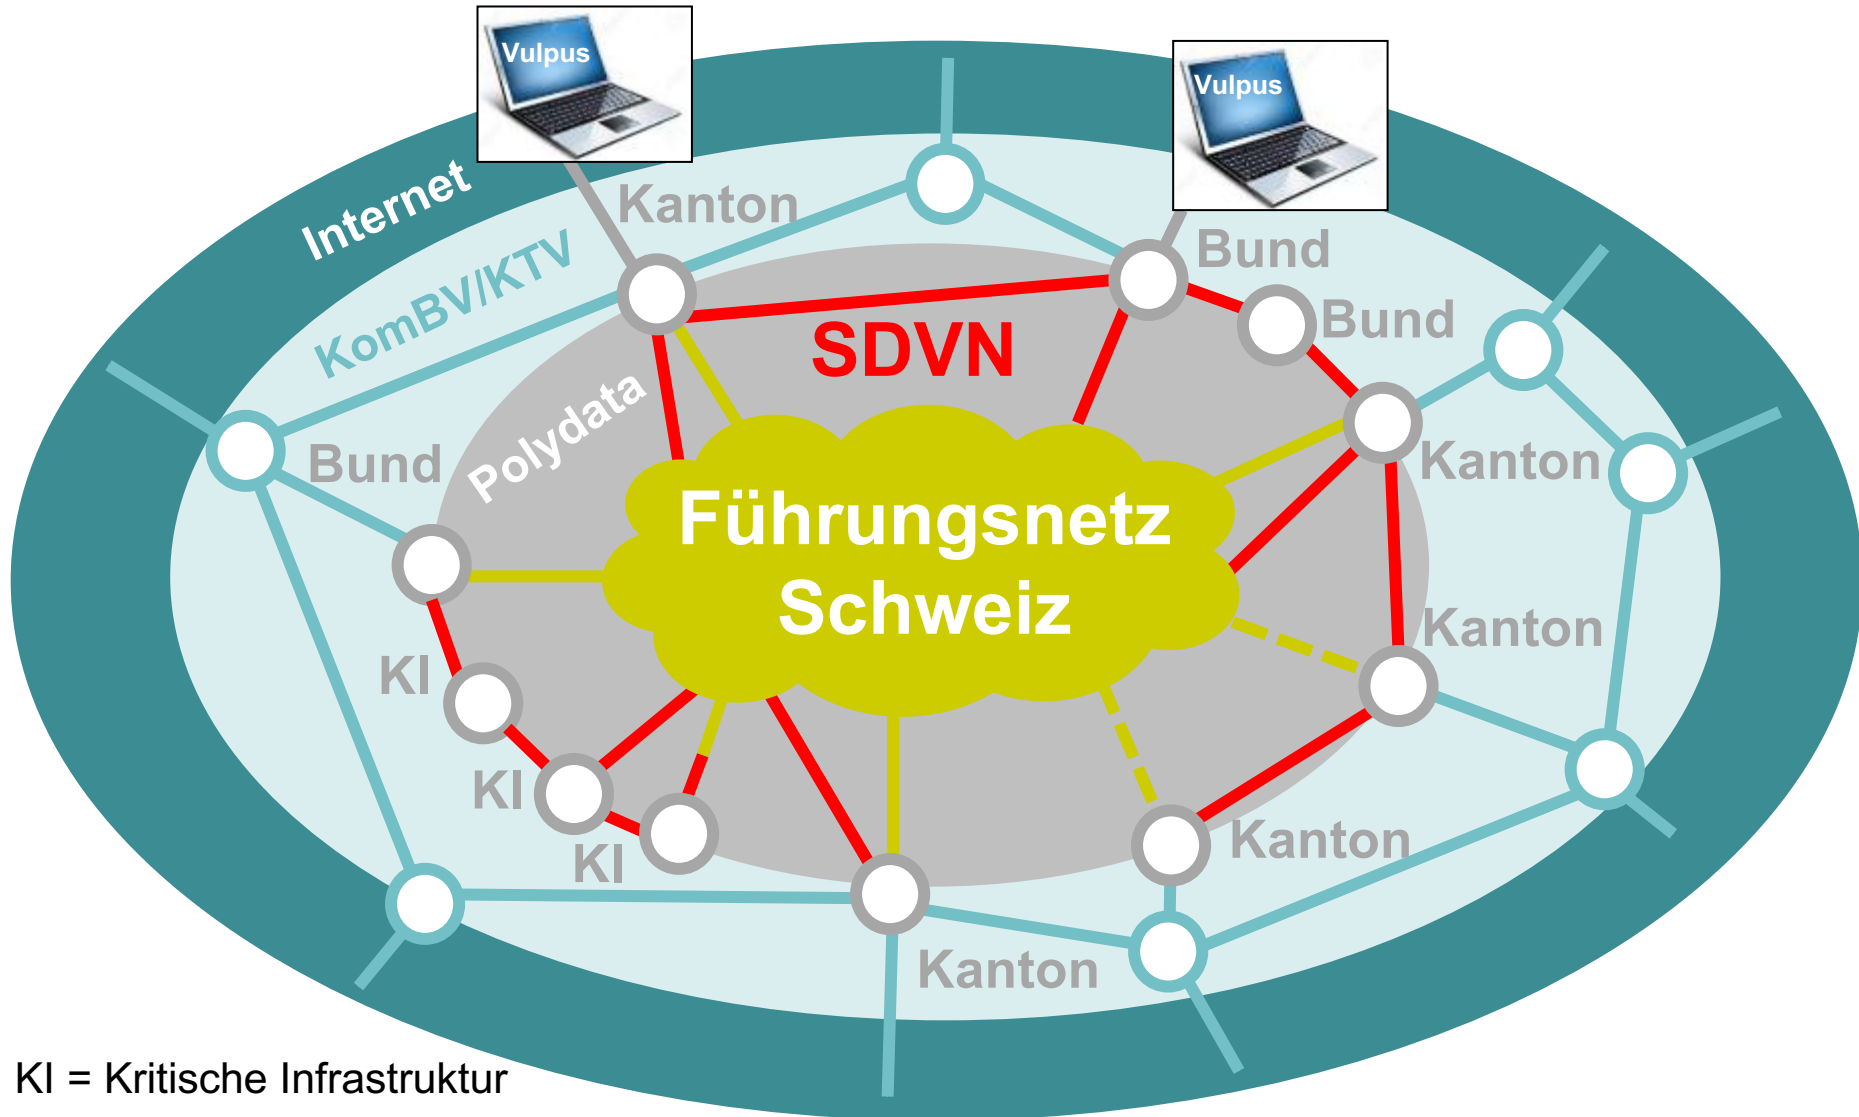 Vulpus
Vulpus
Internet
Kanton
KomBV/KTV
Bund
Bund
SDVN
Polydata
Bund
Kanton
Führungsnetz
Schweiz
Kanton
KI
KI
KI
Kanton
Kanton
KI = Kritische Infrastruktur